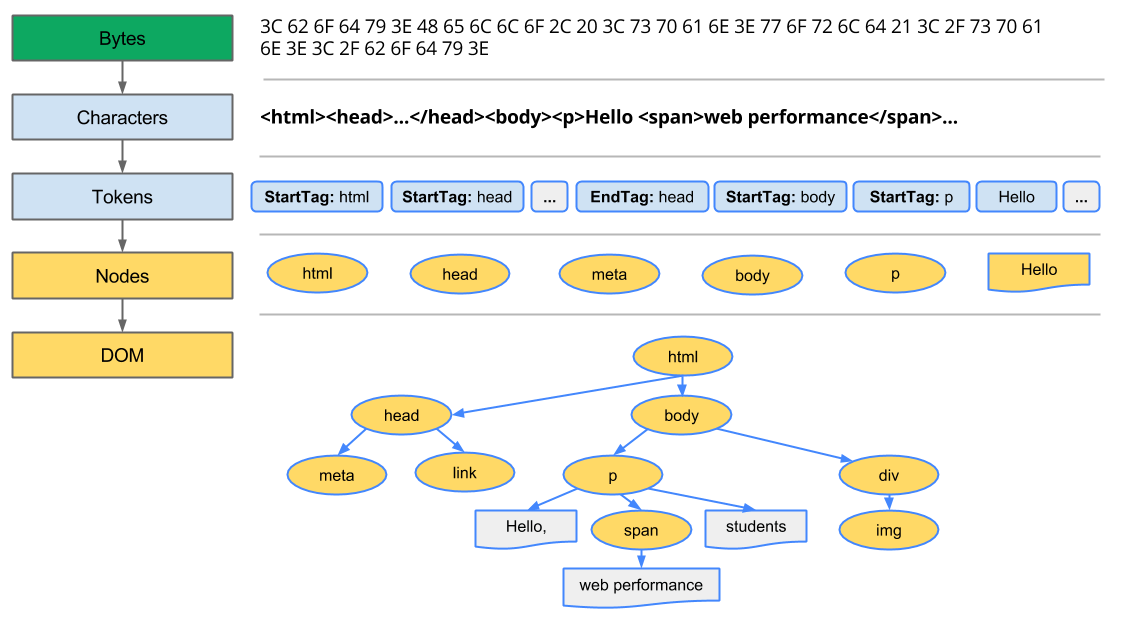 Bytes
3C 62 6F 64 79 3E 48 65 6C 6C 6F 2C 20 3C 73 70 61 6E 3E 77 6F 72 6C 64 21 3C 2F 73 70 61
6E 3E 3C 2F 62 6F 64 79 3E
Characters
<html><head>...</head><body><p>Hello <span>web performance</span>...
Tokens
StartTag: html
StartTag: head
...
EndTag: head
StartTag: body
StartTag: p
Hello
...
Nodes
html
head
meta
body
p
Hello
DOM
html
head
body
meta
link
p
div
Hello,
span
students
img
web performance